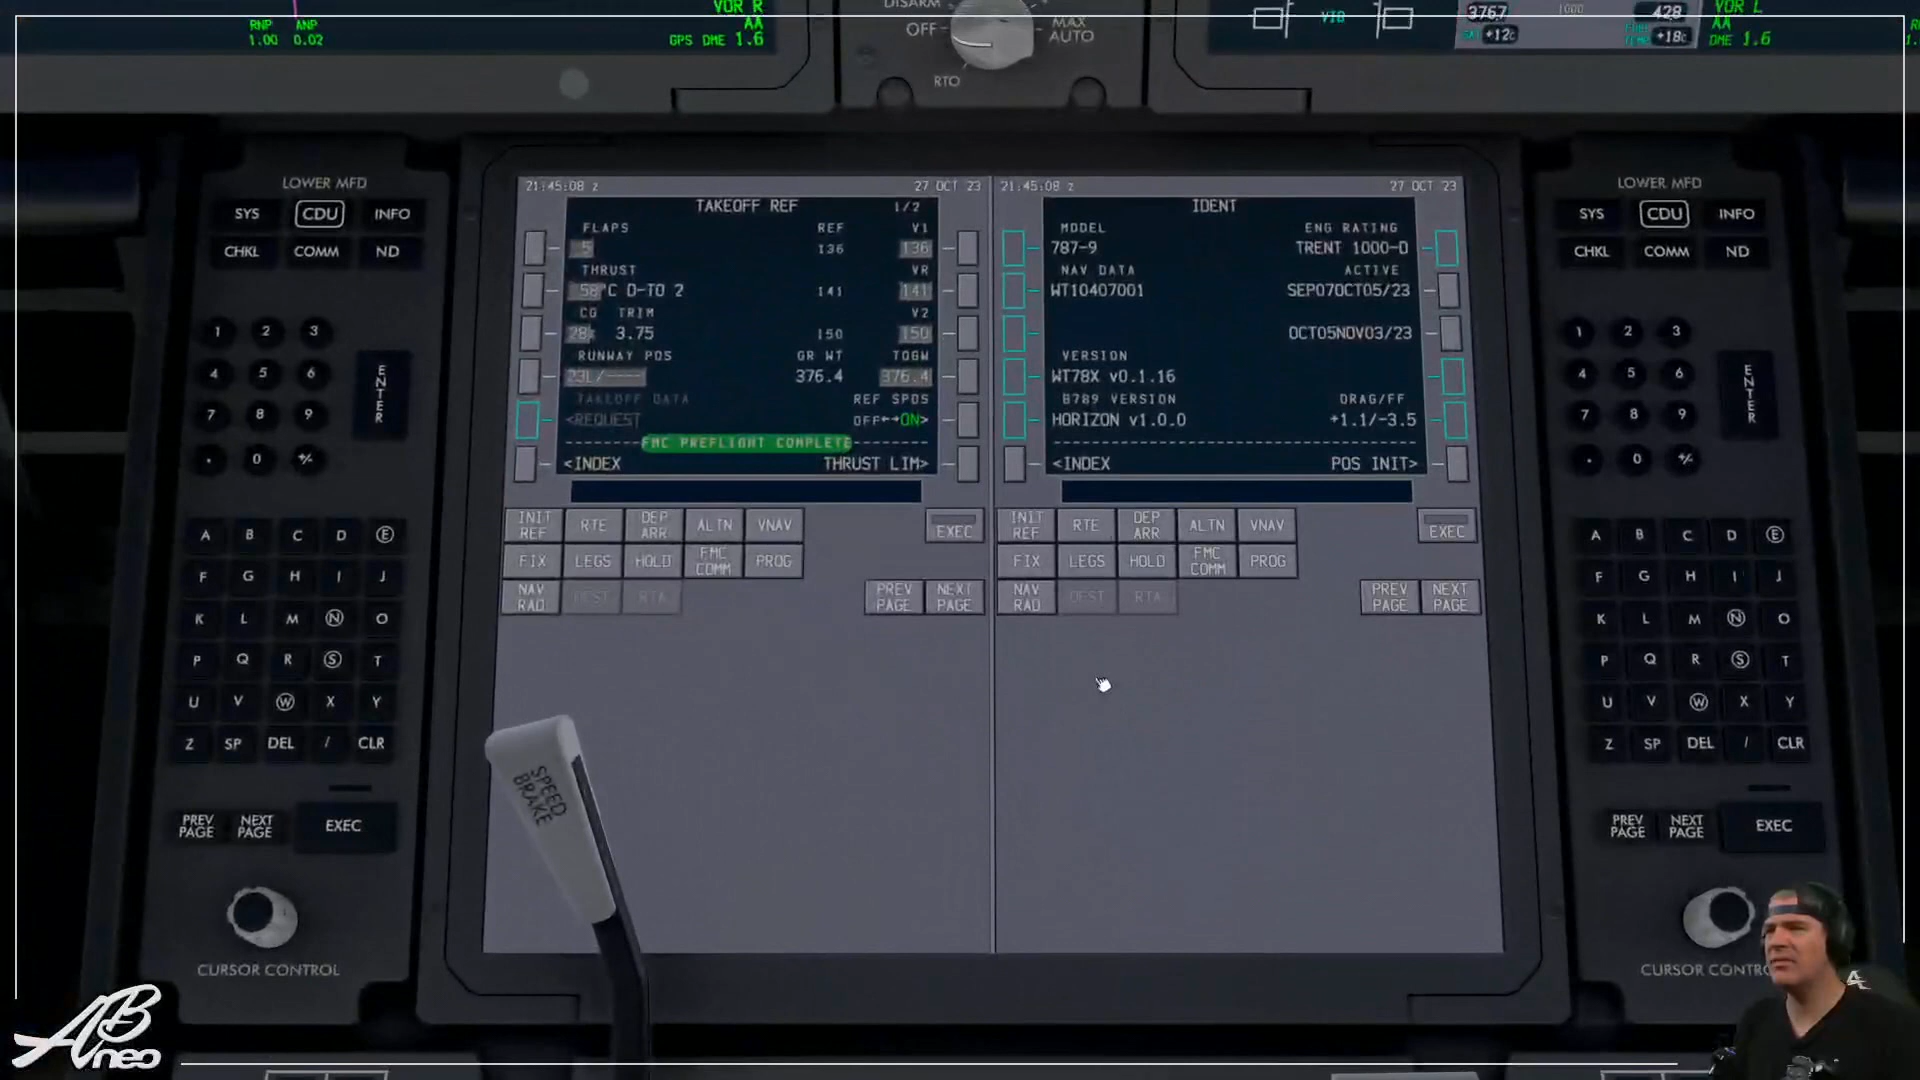 RNP ANP
1.00 0.02
VOR R
AA
GPS DME 1.6
DISARM
OFF
MAX
AUTO
RTO
VIB
376.7
1000
428
SAT +12c
+18c
VOR L
AA
DME 1.6
LOWER MFD
SYS CDU INFO
CHKL COMM ND
1 2 3
4 5 6
7 8 9
. 0 +/-
ENTER
A B C D E
F G H I J
K L M N O
P Q R S T
U V W X Y
Z SP DEL / CLR
PREV PAGE NEXT PAGE EXEC
CURSOR CONTROL
21:45:08 z 27 OCT 23
TAKEOFF REF 1/2
FLAPS REF V1
5 136 136
THRUST VR
58°C D-TO 2 141 141
CG TRIM V2
28% 3.75 150 150
RUNWAY POS GR WT TOGW
23L/---- 376.4 376.4
TAKEOFF DATA REF SPDS
<REQUEST OFF↔ON>
FMC PREFLIGHT COMPLETE
<INDEX THRUST LIM>
INIT REF RTE DEP ARR ALTN VNAV EXEC
FIX LEGS HOLD FMC COMM PROG
NAV RAD DEST RTA PREV PAGE NEXT PAGE
21:45:08 z 27 OCT 23
IDENT
MODEL ENG RATING
787-9 TRENT 1000-D
NAV DATA ACTIVE
WT10407001 SEP07OCT05/23
OCT05NOV03/23
VERSION
WT78X v0.1.16
B789 VERSION DRAG/FF
HORIZON v1.0.0 +1.1/-3.5
<INDEX POS INIT>
INIT REF RTE DEP ARR ALTN VNAV EXEC
FIX LEGS HOLD FMC COMM PROG
NAV RAD DEST RTA PREV PAGE NEXT PAGE
SPEED BRAKE
LOWER MFD
SYS CDU INFO
CHKL COMM ND
1 2 3
4 5 6
7 8 9
. 0 +/-
ENTER
A B C D E
F G H I J
K L M N O
P Q R S T
U V W X Y
Z SP DEL / CLR
PREV PAGE NEXT PAGE EXEC
CURSOR CONTRO
AB neo